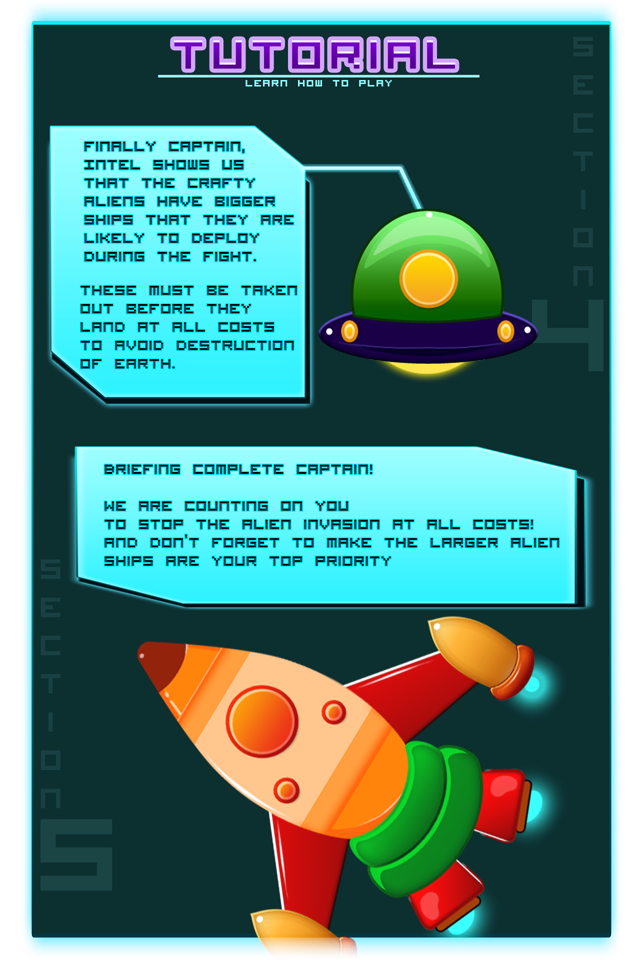 TUTORIAL
LEARN HOW TO PLAY
SECTION
4
FINALLY CAPTAIN,
INTEL SHOWS US
THAT THE CRAFTY
ALIENS HAVE BIGGER
SHIPS THAT THEY ARE
LIKELY TO DEPLOY
DURING THE FIGHT.
THESE MUST BE TAKEN
OUT BEFORE THEY
LAND AT ALL COSTS
TO AVOID DESTRUCTION
OF EARTH.
BRIEFING COMPLETE CAPTAIN!
WE ARE COUNTING ON YOU
TO STOP THE ALIEN INVASION AT ALL COSTS!
AND DON'T FORGET TO MAKE THE LARGER ALIEN
SHIPS ARE YOUR TOP PRIORITY
SECTION
5